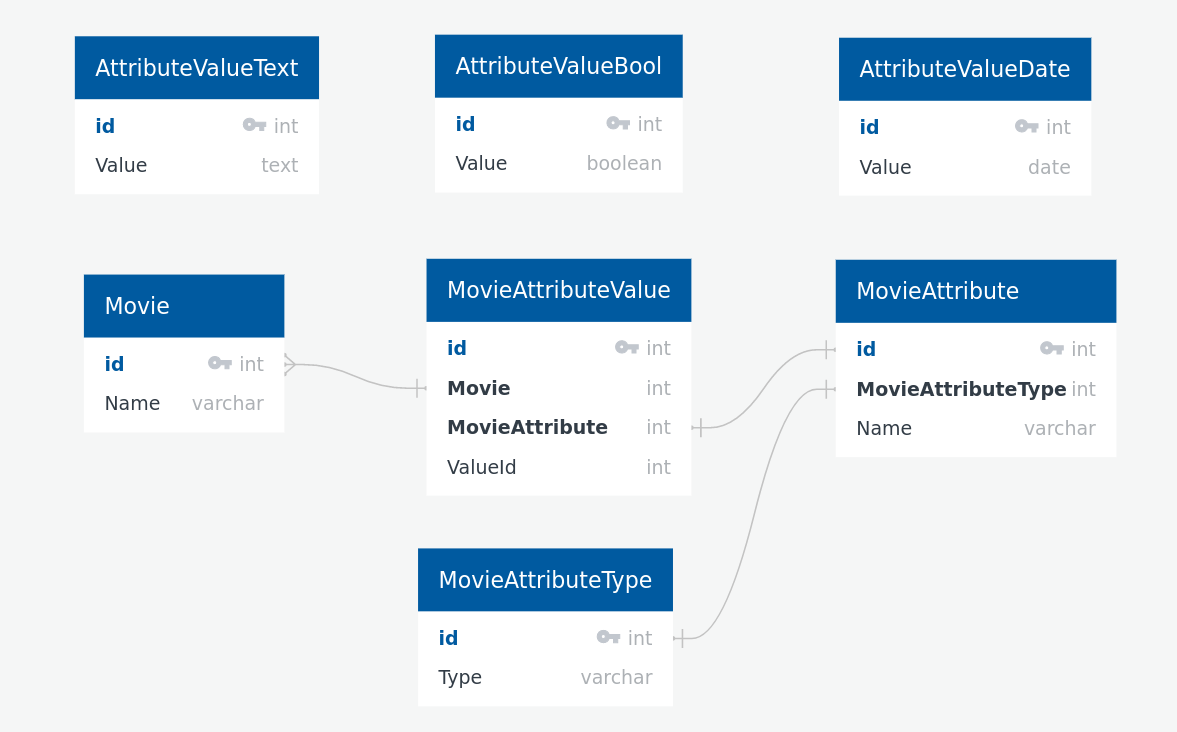 AttributeValueText
id int
Value text
AttributeValueBool
id int
Value boolean
AttributeValueDate
id int
Value date
Movie
id int
Name varchar
MovieAttributeValue
id int
Movie int
MovieAttribute int
ValueId int
MovieAttribute
id int
MovieAttributeType int
Name varchar
MovieAttributeType
id int
Type varchar